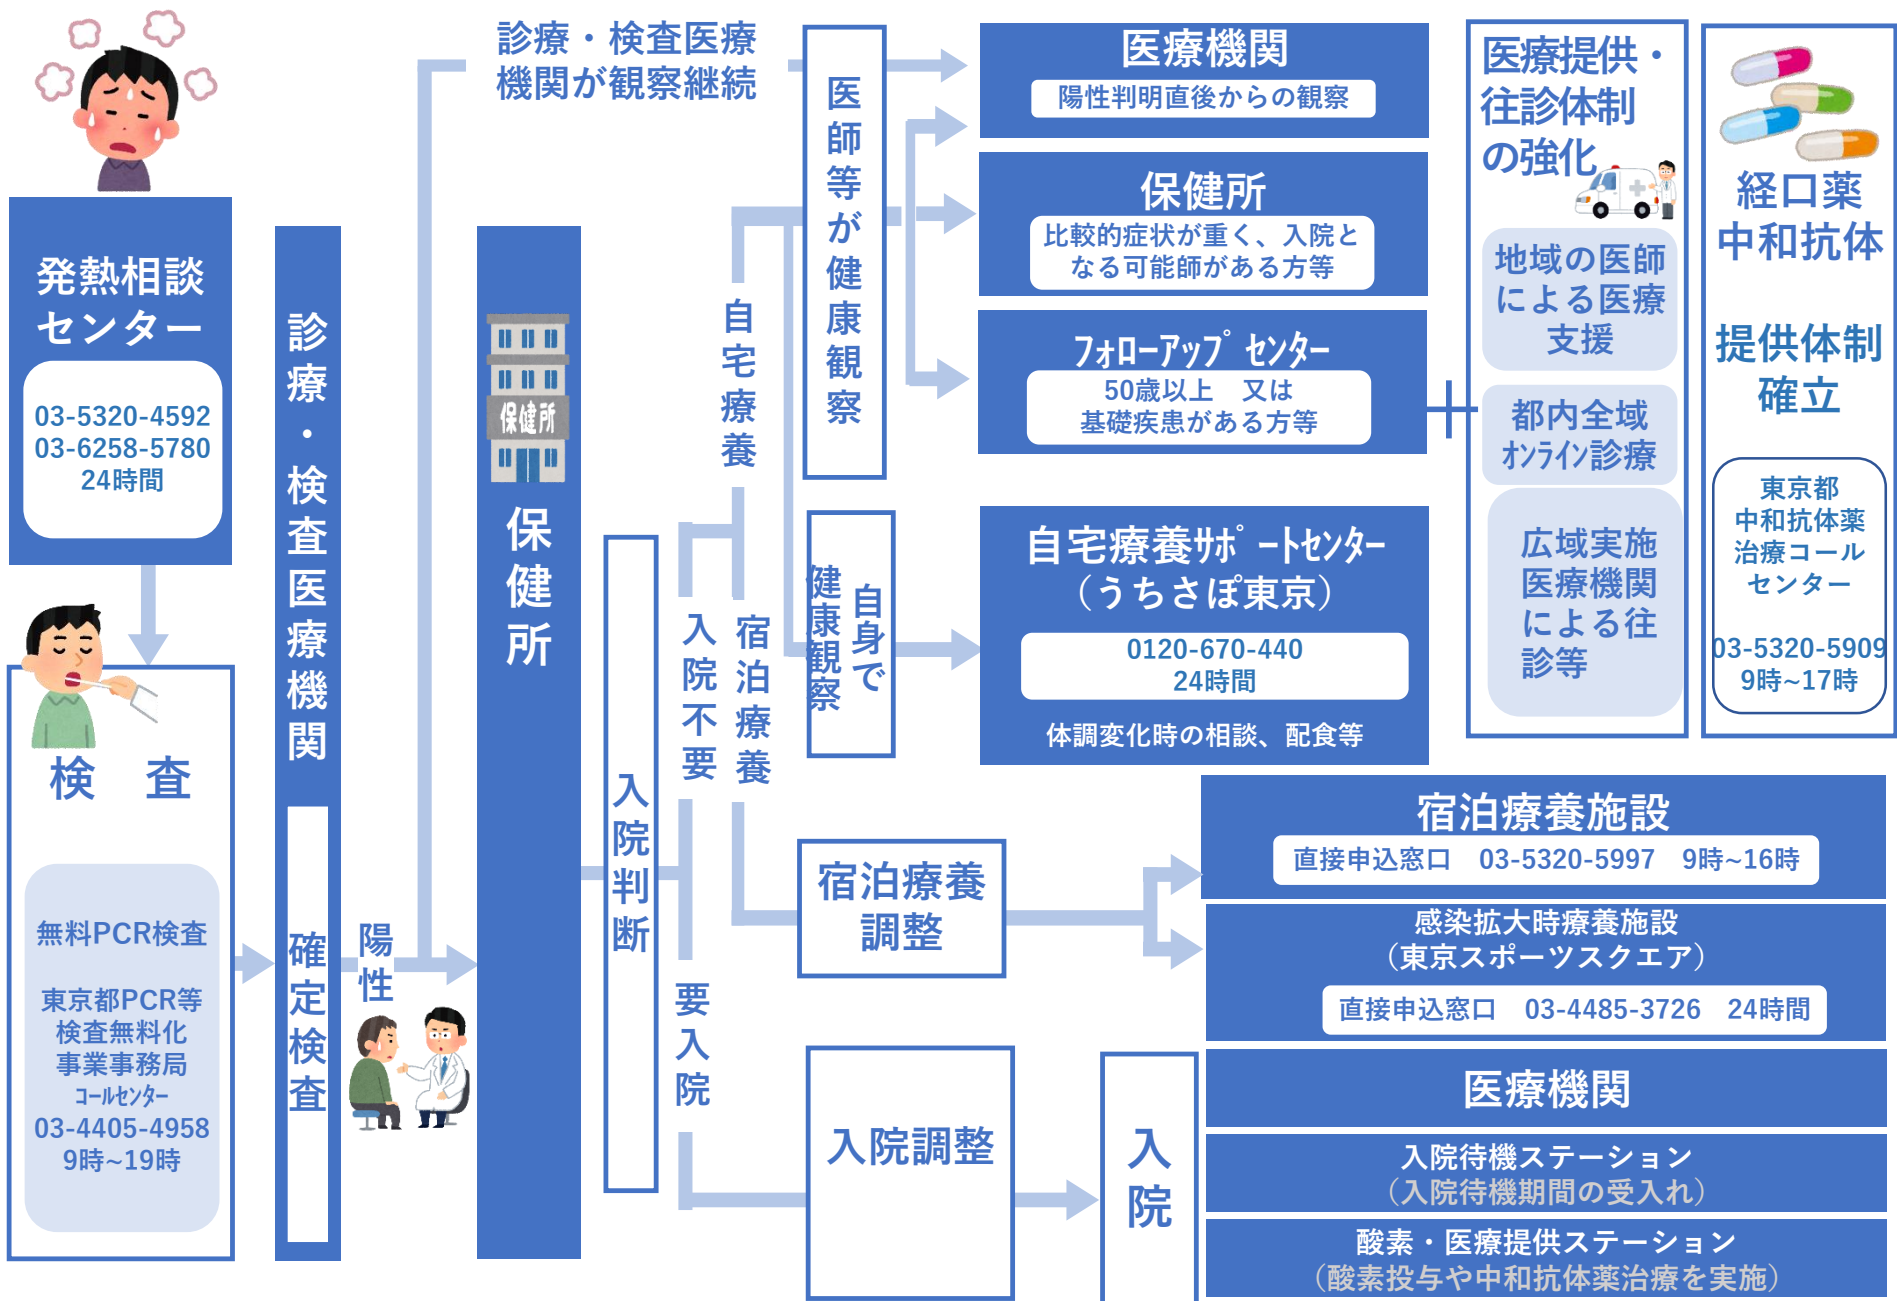 発熱相談
センター
03-5320-4592
03-6258-5780
24時間
検　査
無料PCR検査
東京都PCR等
検査無料化
事業事務局
ｺｰﾙｾﾝﾀｰ
03-4405-4958
9時~19時
診療・検査医療機関
確定検査
陽性
診療・検査医療
機関が観察継続
保健所
保健所
入院判断
入院不要
要入院
自宅療養
宿泊療養
医師等が健康観察
自身で
健康観察
医療機関
陽性判明直後からの観察
保健所
比較的症状が重く、入院と
なる可能師がある方等
ﾌｫﾛｰｱｯﾌﾟｾﾝﾀｰ
50歳以上　又は
基礎疾患がある方等
自宅療養ｻﾎﾟｰﾄｾﾝﾀｰ
（うちさぽ東京）
0120-670-440
24時間
体調変化時の相談、配食等
医療提供・
往診体制
の強化
地域の医師
による医療
支援
都内全域
ｵﾝﾗｲﾝ診療
広域実施
医療機関
による往
診等
経口薬
中和抗体
提供体制
確立
東京都
中和抗体薬
治療コール
センター
03-5320-5909
9時~17時
宿泊療養
調整
宿泊療養施設
直接申込窓口　03-5320-5997　9時~16時
感染拡大時療養施設
（東京スポーツスクエア）
直接申込窓口　03-4485-3726　24時間
入院調整
入院
医療機関
入院待機ステーション
（入院待機期間の受入れ）
酸素・医療提供ステーション
（酸素投与や中和抗体薬治療を実施）